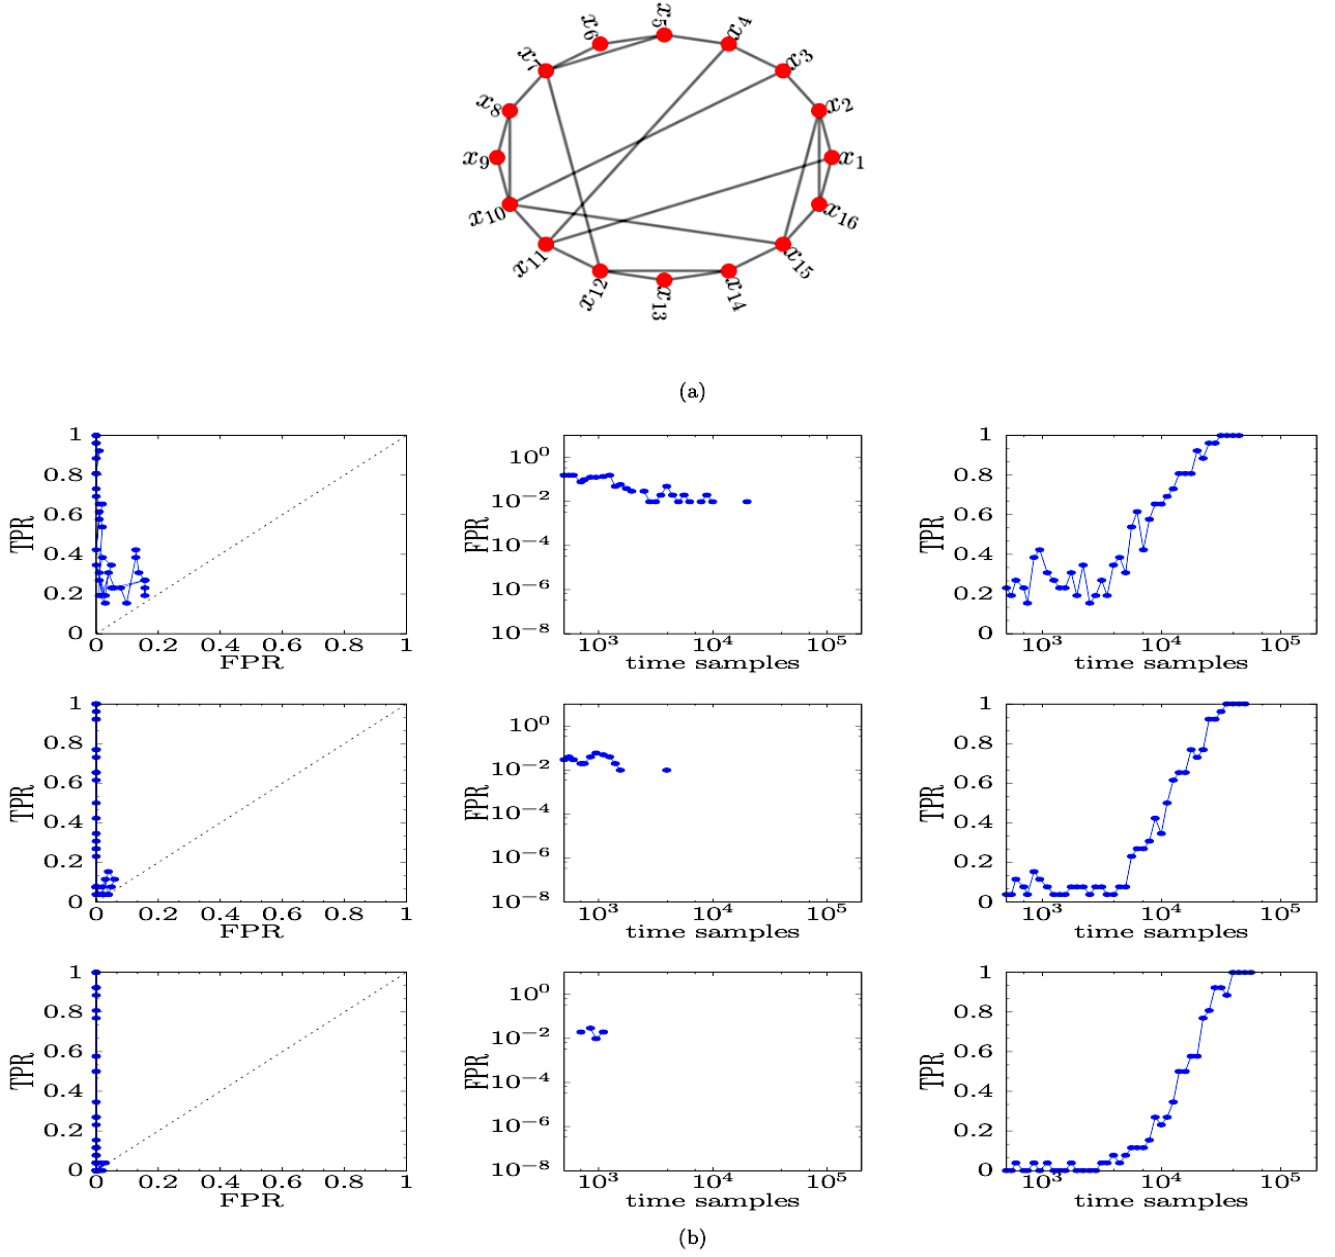 x5
x6
x4
x7
x3
x8
x2
x9
x1
x10
x16
x11
x15
x12
x14
x13
(a)
1
0.8
0.6
0.4
0.2
0
TPR
0 0.2 0.4 0.6 0.8 1
FPR
10^0
10^-2
10^-4
10^-6
10^-8
FPR
10^3 10^4 10^5
time samples
1
0.8
0.6
0.4
0.2
0
TPR
10^3 10^4 10^5
time samples
1
0.8
0.6
0.4
0.2
0
TPR
0 0.2 0.4 0.6 0.8 1
FPR
10^0
10^-2
10^-4
10^-6
10^-8
FPR
10^3 10^4 10^5
time samples
1
0.8
0.6
0.4
0.2
0
TPR
10^3 10^4 10^5
time samples
1
0.8
0.6
0.4
0.2
0
TPR
0 0.2 0.4 0.6 0.8 1
FPR
10^0
10^-2
10^-4
10^-6
10^-8
FPR
10^3 10^4 10^5
time samples
1
0.8
0.6
0.4
0.2
0
TPR
10^3 10^4 10^5
time samples
(b)